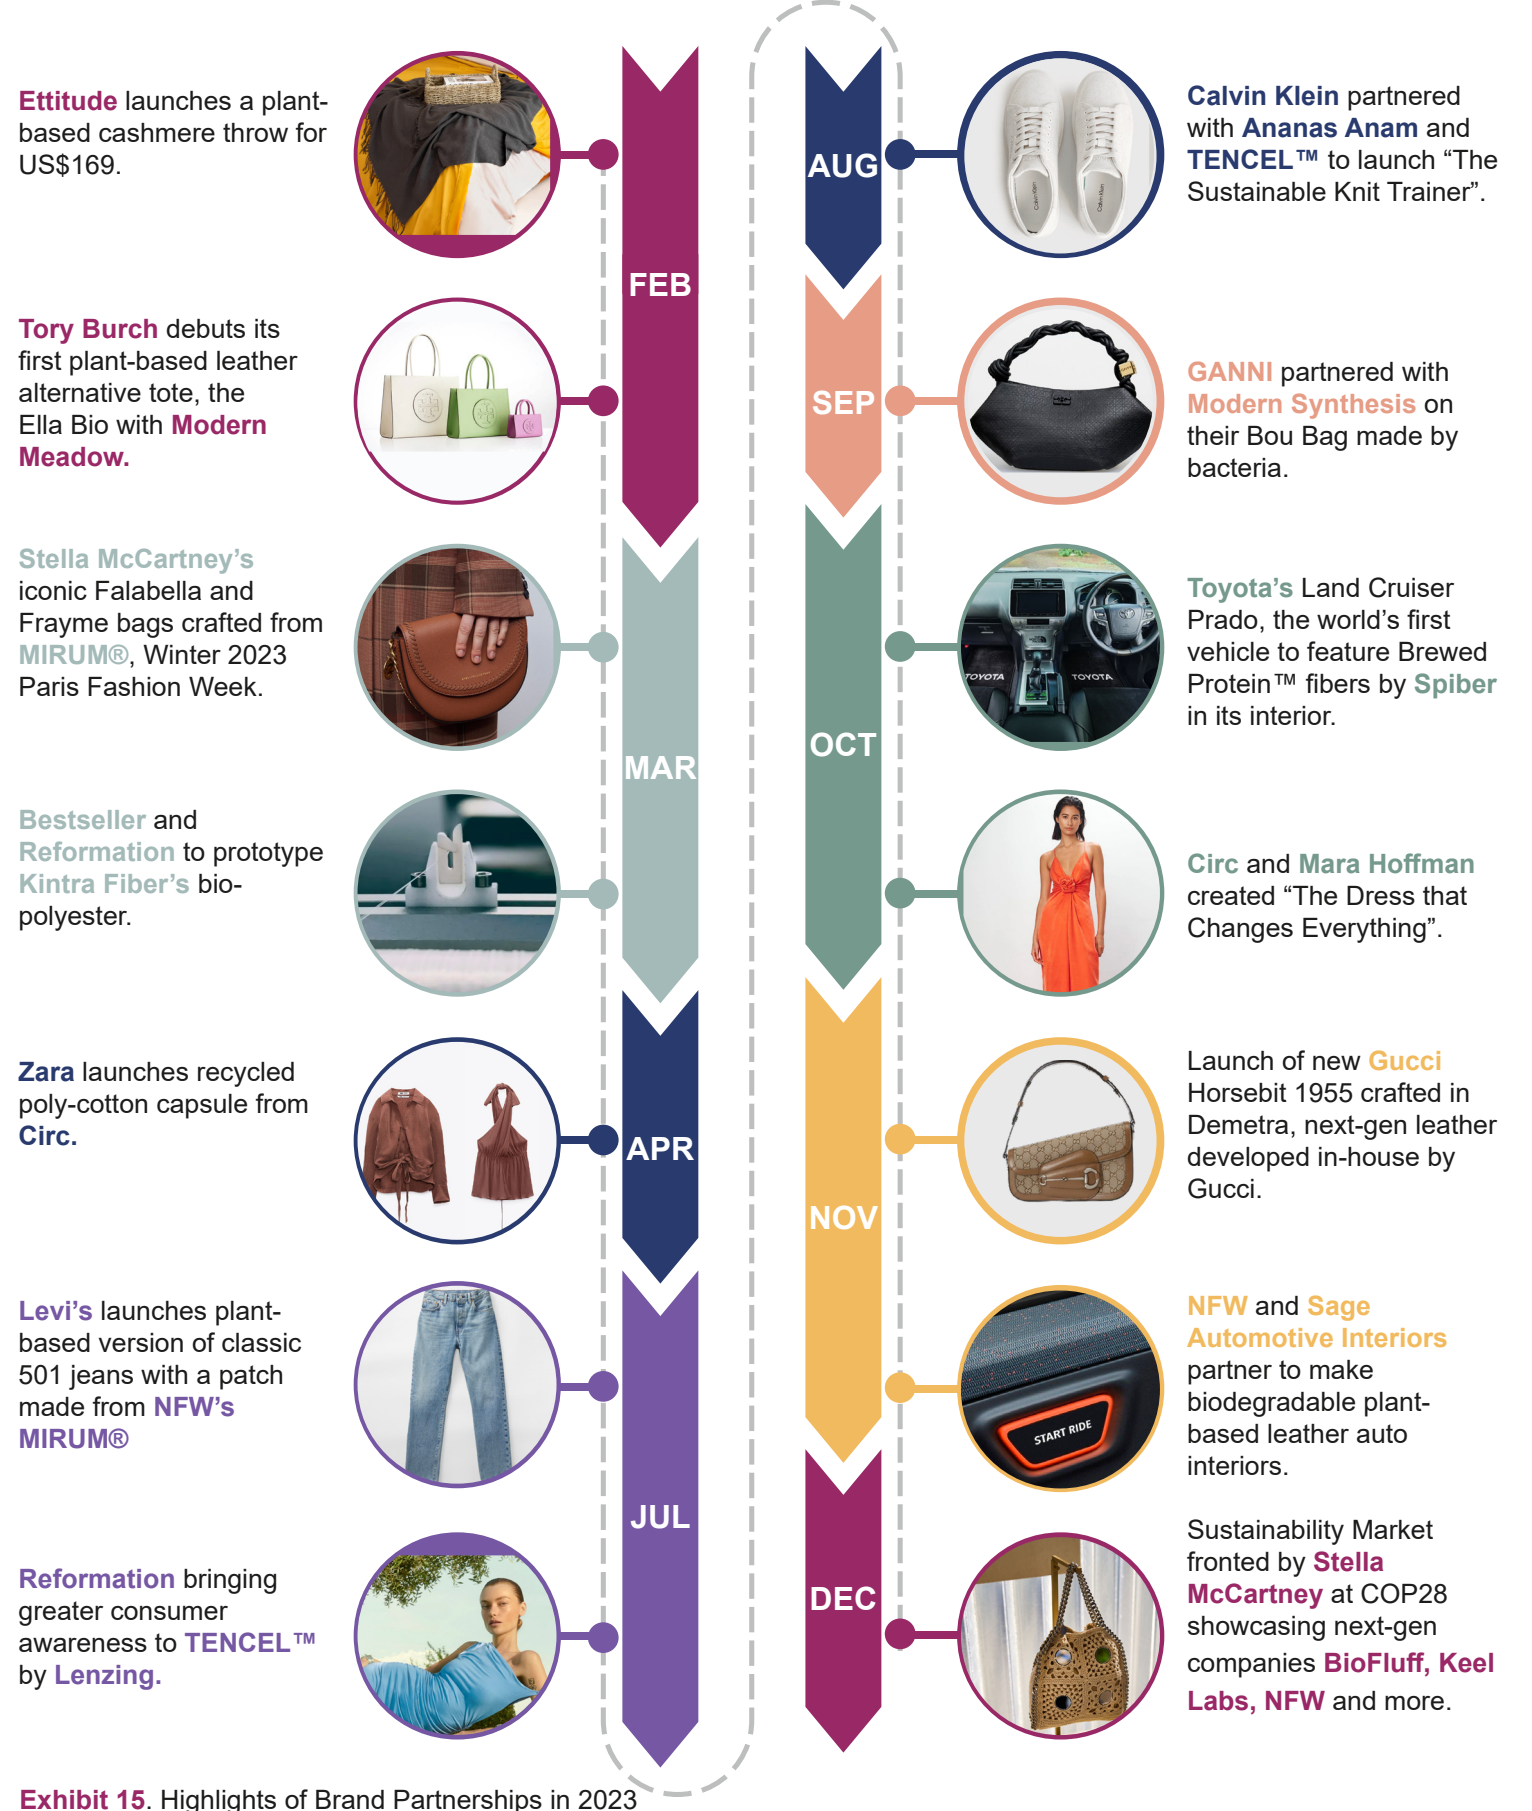 Ettitude launches a plant-
based cashmere throw for
US$169.
Tory Burch debuts its
first plant-based leather
alternative tote, the
Ella Bio with Modern
Meadow.
FEB
Stella McCartney’s
iconic Falabella and
Frayme bags crafted from
MIRUM®, Winter 2023
Paris Fashion Week.
Bestseller and
Reformation to prototype
Kintra Fiber’s bio-
polyester.
MAR
Zara launches recycled
poly-cotton capsule from
Circ.
APR
Levi’s launches plant-
based version of classic
501 jeans with a patch
made from NFW’s
MIRUM®
Reformation bringing
greater consumer
awareness to TENCEL™
by Lenzing.
JUL
AUG
Calvin Klein
Calvin Klein
Calvin Klein partnered
with Ananas Anam and
TENCEL™ to launch “The
Sustainable Knit Trainer”.
SEP
GANNI partnered with
Modern Synthesis on
their Bou Bag made by
bacteria.
OCT
TOYOTA
TOYOTA
Toyota’s Land Cruiser
Prado, the world’s first
vehicle to feature Brewed
Protein™ fibers by Spiber
in its interior.
Circ and Mara Hoffman
created “The Dress that
Changes Everything”.
NOV
Launch of new Gucci
Horsebit 1955 crafted in
Demetra, next-gen leather
developed in-house by
Gucci.
START RIDE
NFW and Sage
Automotive Interiors
partner to make
biodegradable plant-
based leather auto
interiors.
DEC
Sustainability Market
fronted by Stella
McCartney at COP28
showcasing next-gen
companies BioFluff, Keel
Labs, NFW and more.
Exhibit 15. Highlights of Brand Partnerships in 2023